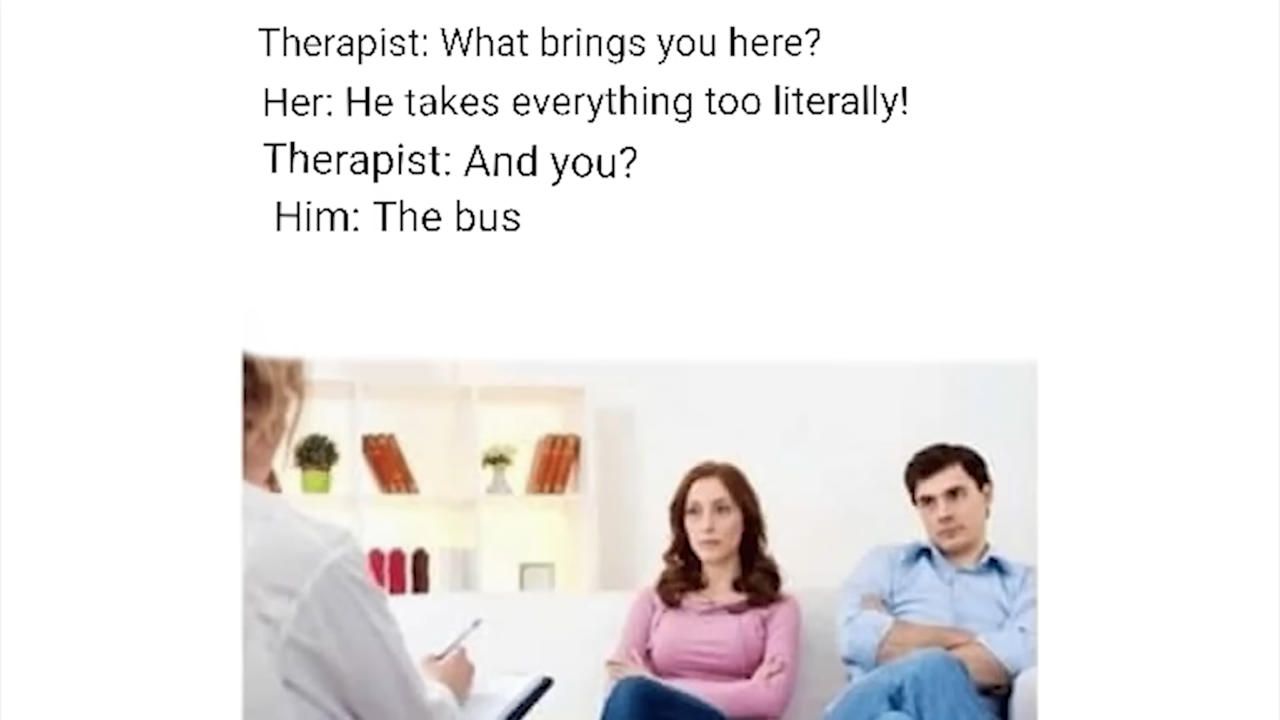 Therapist: What brings you here?
Her: He takes everything too literally!
Therapist: And you?
Him: The bus